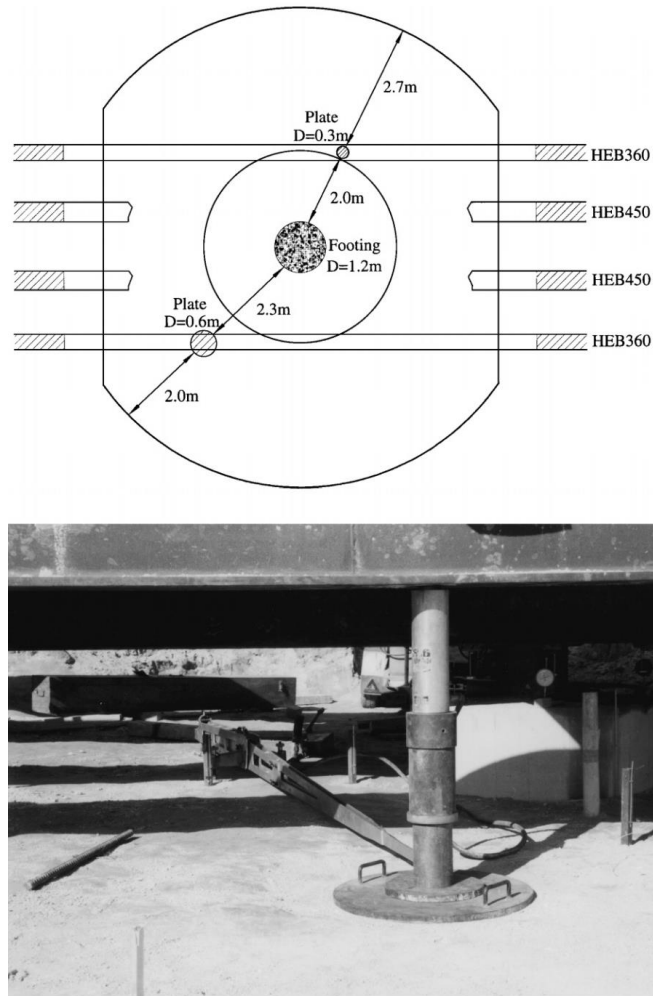 2.7m
Plate
D=0.3m
HEB360
2.0m
HEB450
Footing
D=1.2m
HEB450
Plate
D=0.6m
2.3m
HEB360
2.0m